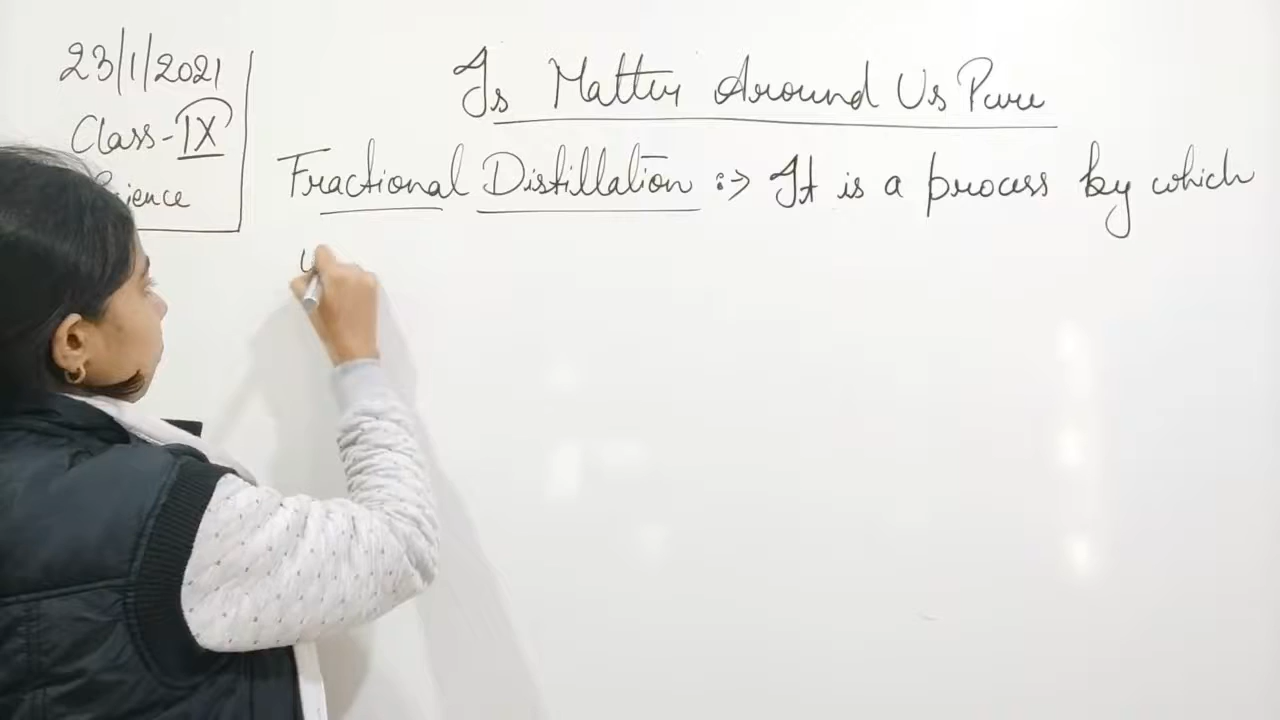 23/1/2021
Class-IX
Is Matter Around Us Pure
Fractional Distillation :-> It is a process by which